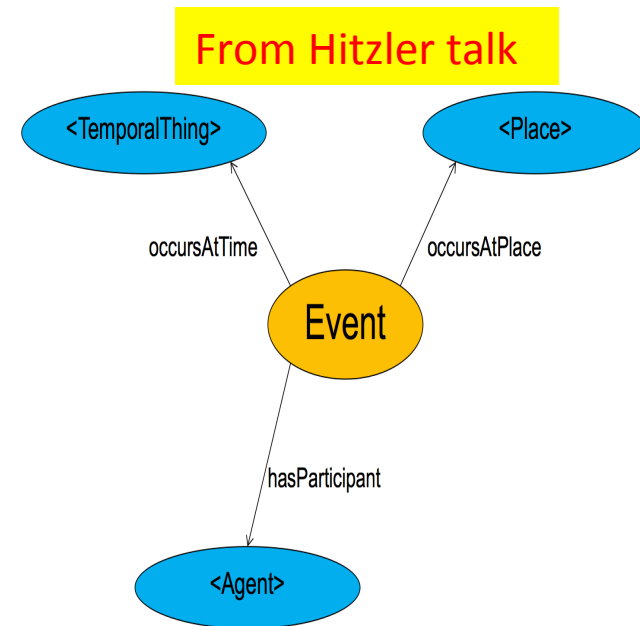 From Hitzler talk
<TemporalThing>
<Place>
occursAtTime
occursAtPlace
Event
hasParticipant
<Agent>